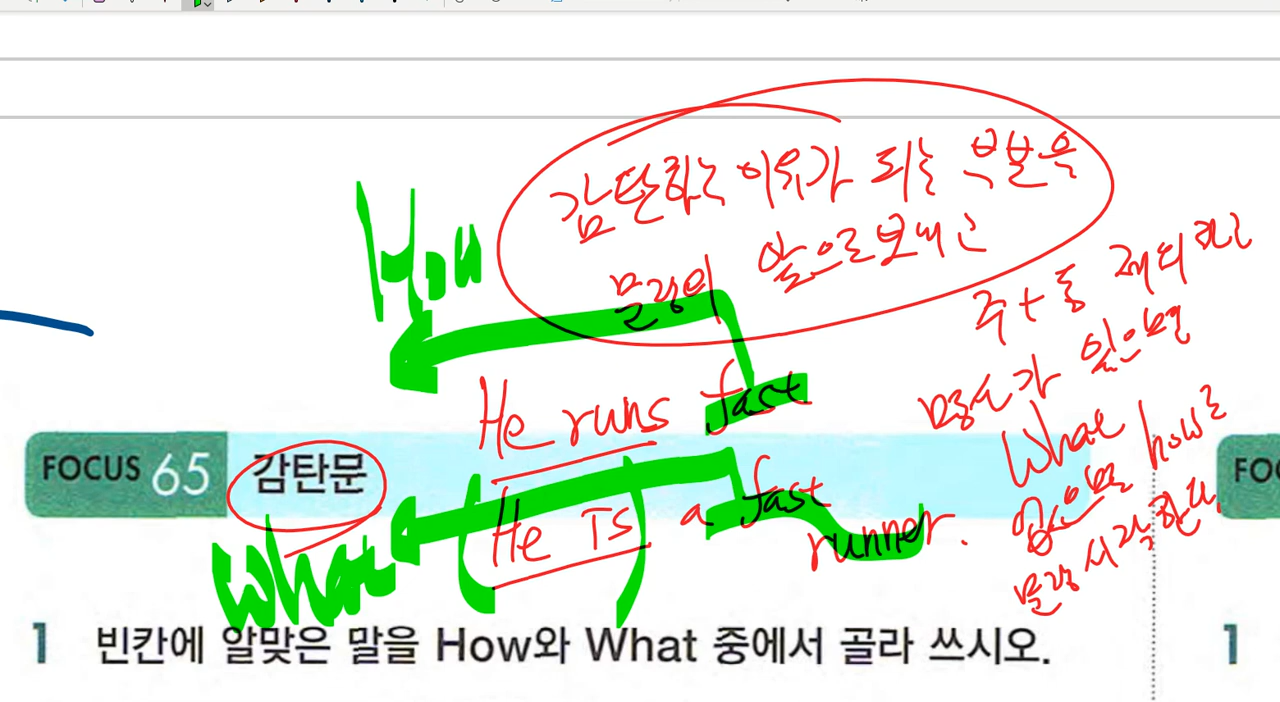 감탄하는 이유가 되는 부분을
앞으로 보내고
문장의
How
주 + 동 제외하고
명사가 있으면
What
없으면 how로
문장 시작한다.
He runs fast
FOCUS 65 감탄문
FOC
He Is a fast
runner.
What
1 빈칸에 알맞은 말을 How와 What 중에서 골라 쓰시오.
1